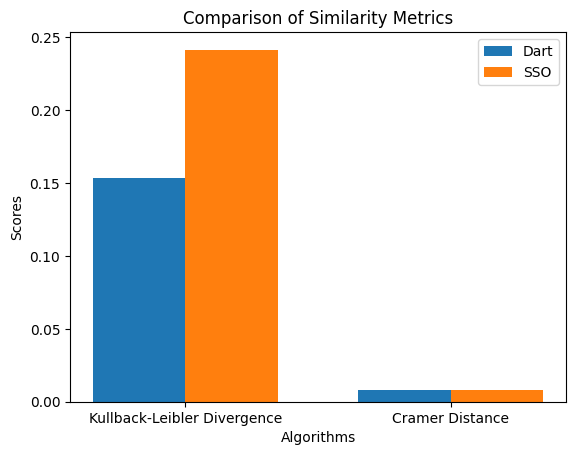 Comparison of Similarity Metrics
Dart
SSO
0.25
0.20
0.15
0.10
0.05
0.00
Scores
Kullback-Leibler Divergence
Cramer Distance
Algorithms